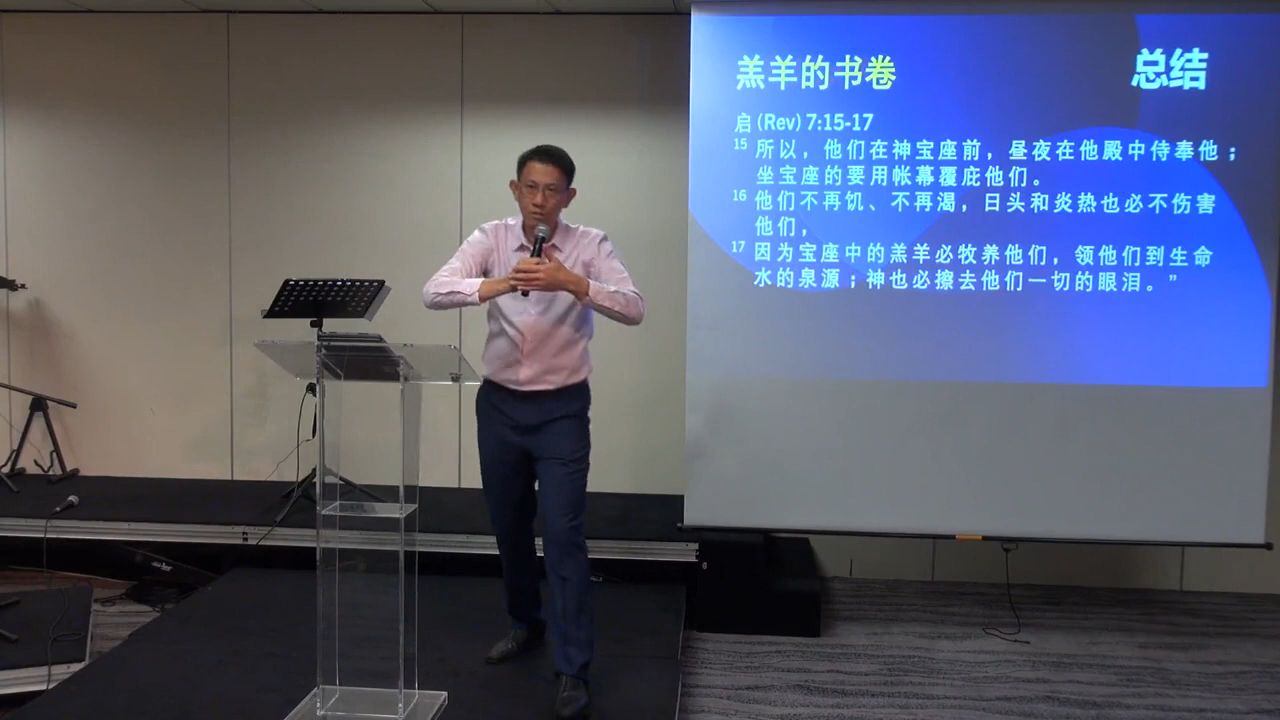 羔羊的书卷
总结
启 (Rev) 7:15-17
15 所以，他们在神宝座前，昼夜在他殿中侍奉他；
坐宝座的要用帐幕覆庇他们。
16 他们不再饥、不再渴，日头和炎热也必不伤害
他们，
17 因为宝座中的羔羊必牧养他们，领他们到生命
水的泉源；神也必擦去他们一切的眼泪。”